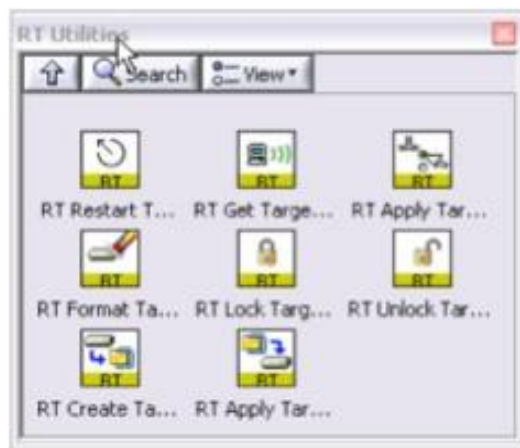 RT Utilities
Search View
RT RT RT
RT Restart T... RT Get Targe... RT Apply Tar...
RT RT RT
RT Format Ta... RT Lock Targ... RT Unlock Tar...
RT RT
RT Create Ta... RT Apply Tar...